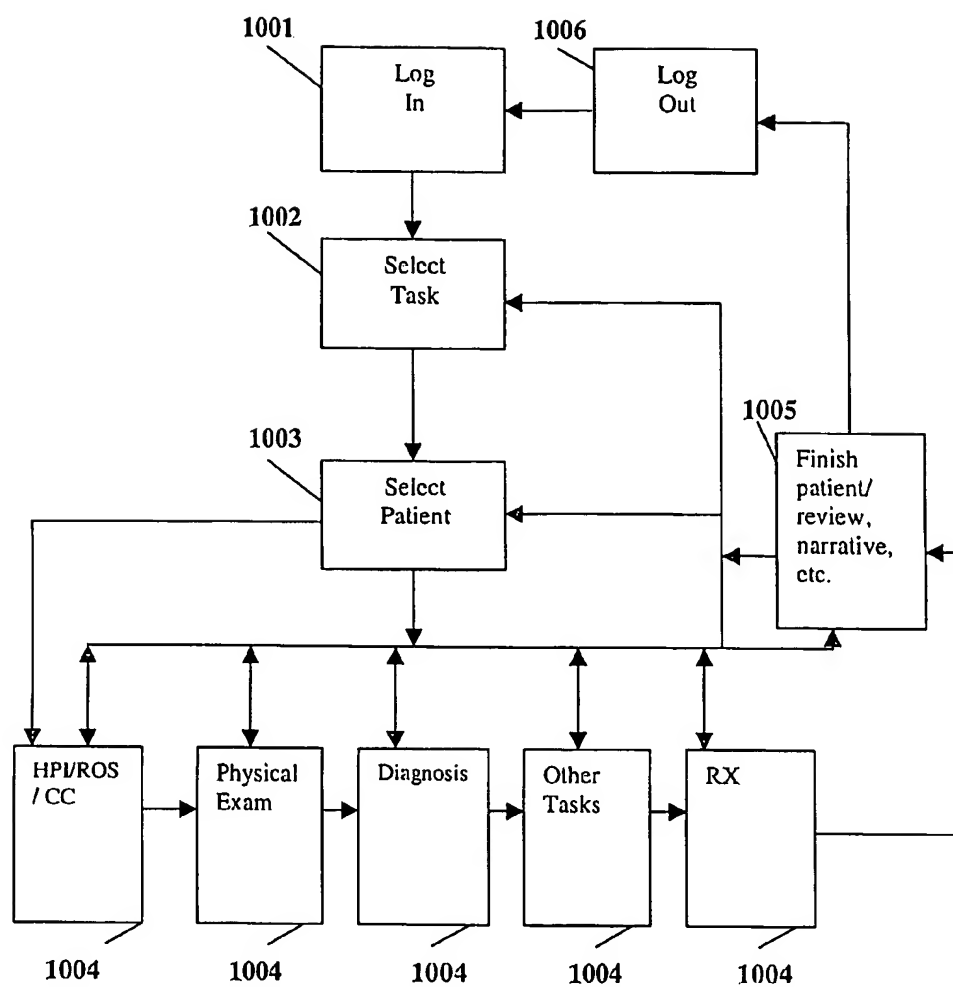 1001
Log
In
1006
Log
Out
1002
Select
Task
1003
Select
Patient
1005
Finish
patient/
review,
narrative,
etc.
HPI/ROS
/ CC
Physical
Exam
Diagnosis
Other
Tasks
RX
1004
1004
1004
1004
1004